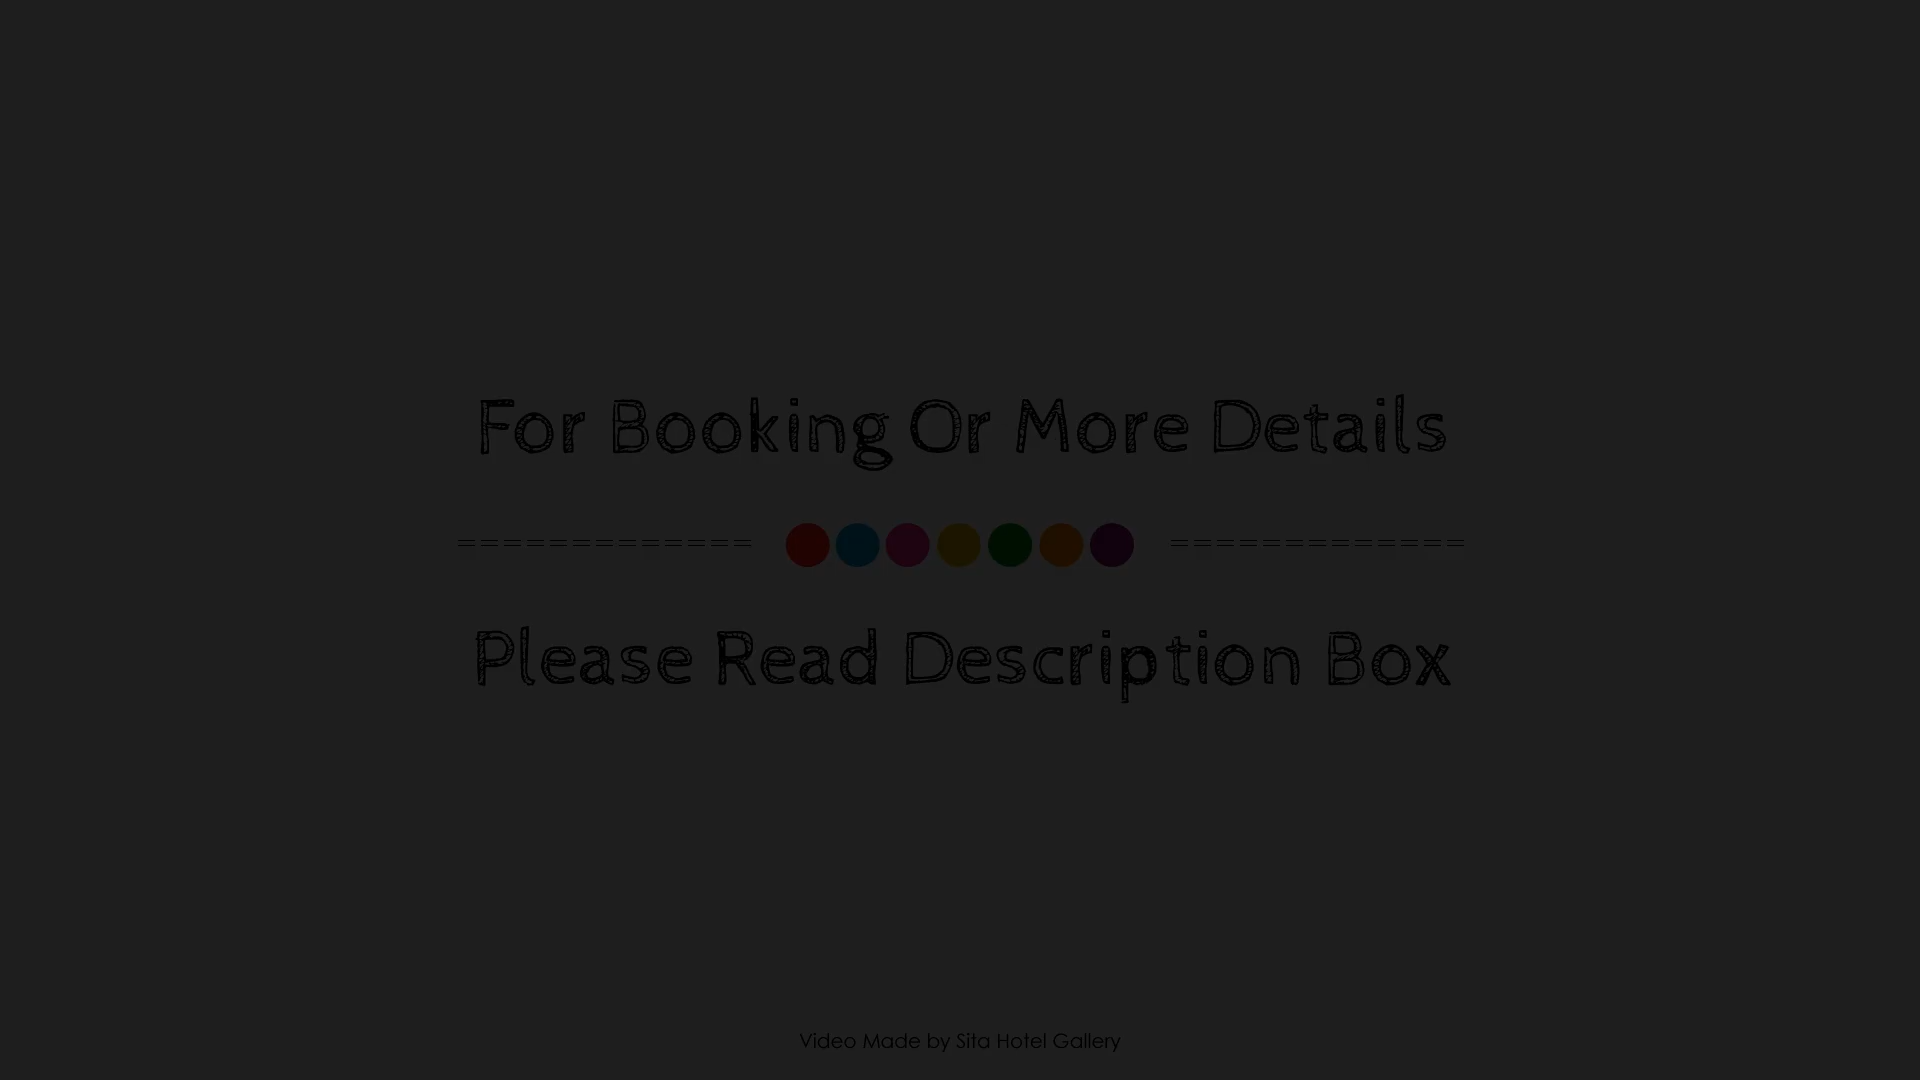 For Booking Or More Details
============= =============
Please Read Description Box
Video Made by Sita Hotel Gallery